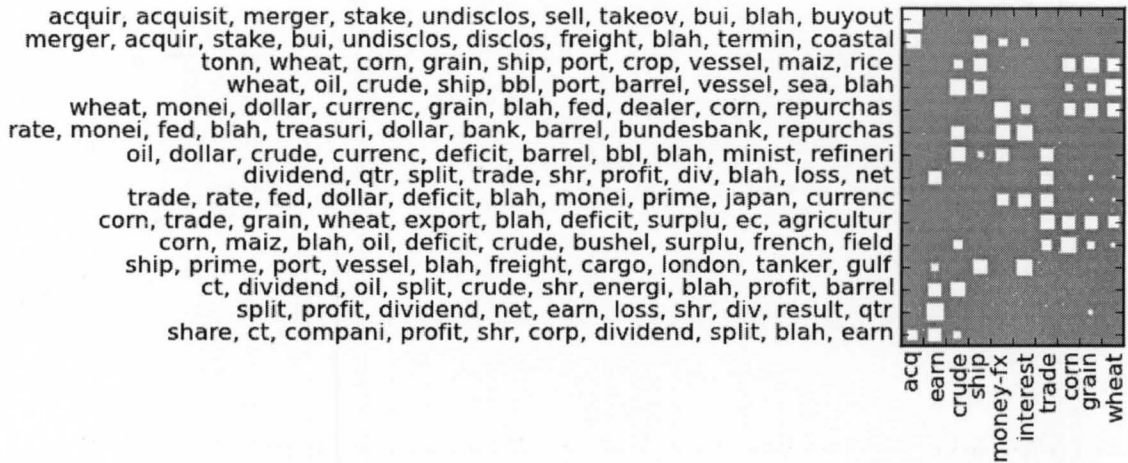 acquir, acquisit, merger, stake, undisclos, sell, takeov, bui, blah, buyout
merger, acquir, stake, bui, undisclos, disclos, freight, blah, termin, coastal
tonn, wheat, corn, grain, ship, port, crop, vessel, maiz, rice
wheat, oil, crude, ship, bbl, port, barrel, vessel, sea, blah
wheat, monei, dollar, currenc, grain, blah, fed, dealer, corn, repurchas
rate, monei, fed, blah, treasuri, dollar, bank, barrel, bundesbank, repurchas
oil, dollar, crude, currenc, deficit, barrel, bbl, blah, minist, refineri
dividend, qtr, split, trade, shr, profit, div, blah, loss, net
trade, rate, fed, dollar, deficit, blah, monei, prime, japan, currenc
corn, trade, grain, wheat, export, blah, deficit, surplu, ec, agricultur
corn, maiz, blah, oil, deficit, crude, bushel, surplu, french, field
ship, prime, port, vessel, blah, freight, cargo, london, tanker, gulf
ct, dividend, oil, split, crude, shr, energi, blah, profit, barrel
split, profit, dividend, net, earn, loss, shr, div, result, qtr
share, ct, compani, profit, shr, corp, dividend, split, blah, earn
acq
earn
crude
ship
money-fx
interest
trade
corn
grain
wheat